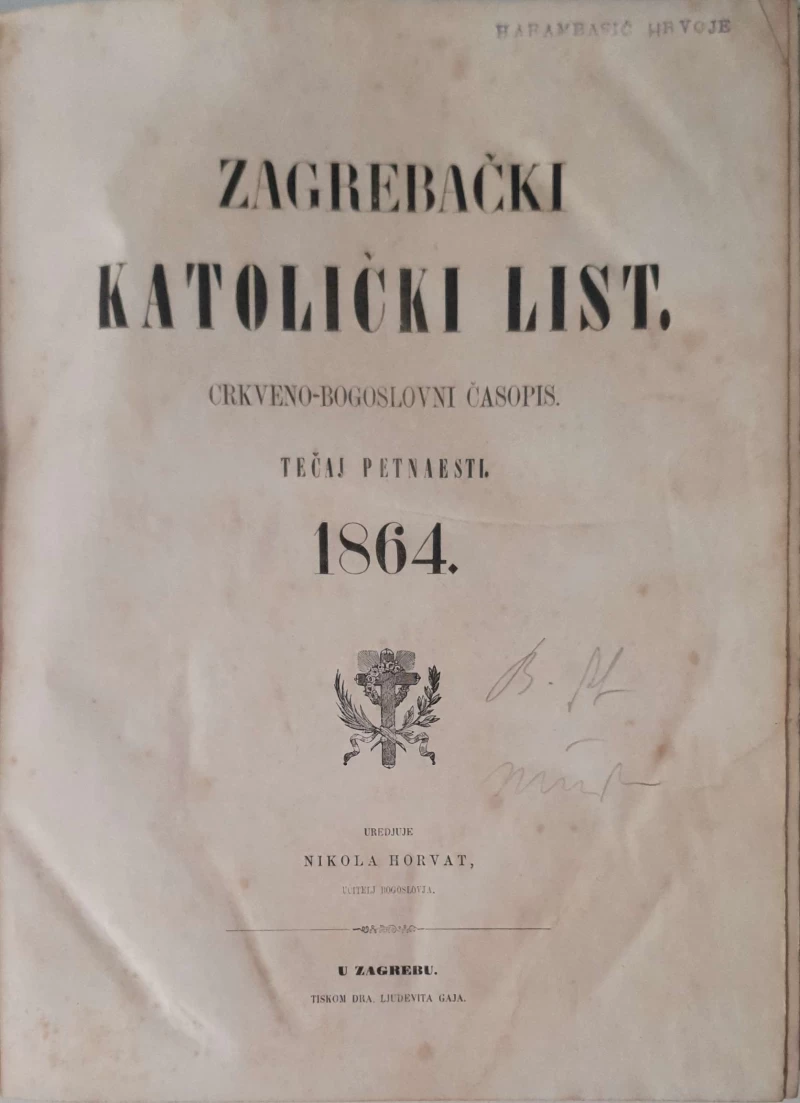 HARAMBASIĆ HRVOJE
ZAGREBAČKI
KATOLIČKI LIST.
CRKVENO-BOGOSLOVNI ČASOPIS.
TEČAJ PETNAESTI.
1864.
UREDJUJE
NIKOLA HORVAT,
UČITELJ BOGOSLOVJA.
U ZAGREBU.
TISKOM DRA. LJUDEVITA GAJA.